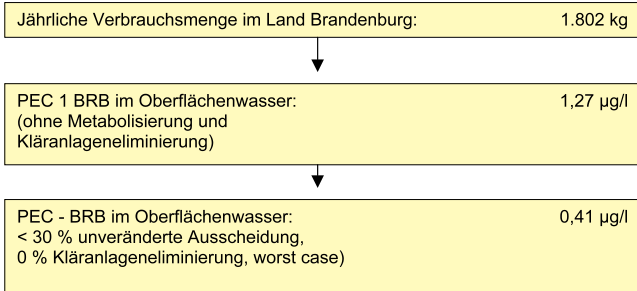 Jährliche Verbrauchsmenge im Land Brandenburg: 1.802 kg
PEC 1 BRB im Oberflächenwasser: 1,27 µg/l
(ohne Metabolisierung und
Kläranlageneliminierung)
PEC - BRB im Oberflächenwasser: 0,41 µg/l
< 30 % unveränderte Ausscheidung,
0 % Kläranlageneliminierung, worst case)